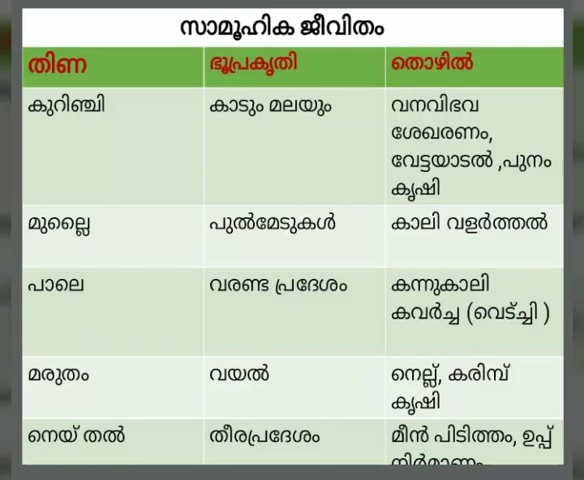 സാമൂഹിക ജീവിതം
തിണ ഭൂപ്രകൃതി തൊഴിൽ
കുറിഞ്ചി കാടും മലയും വനവിഭവ
ശേഖരണം,
വേട്ടയാടൽ ,പുനം
കൃഷി
മുല്ലൈ പുൽമേടുകൾ കാലി വളർത്തൽ
പാലെ വരണ്ട പ്രദേശം കന്നുകാലി
കവർച്ച (വെട്ച്ചി )
മരുതം വയൽ നെല്ല്, കരിമ്പ്
കൃഷി
നെയ് തൽ തീരപ്രദേശം മീൻ പിടിത്തം, ഉപ്പ്
നിർമാണം